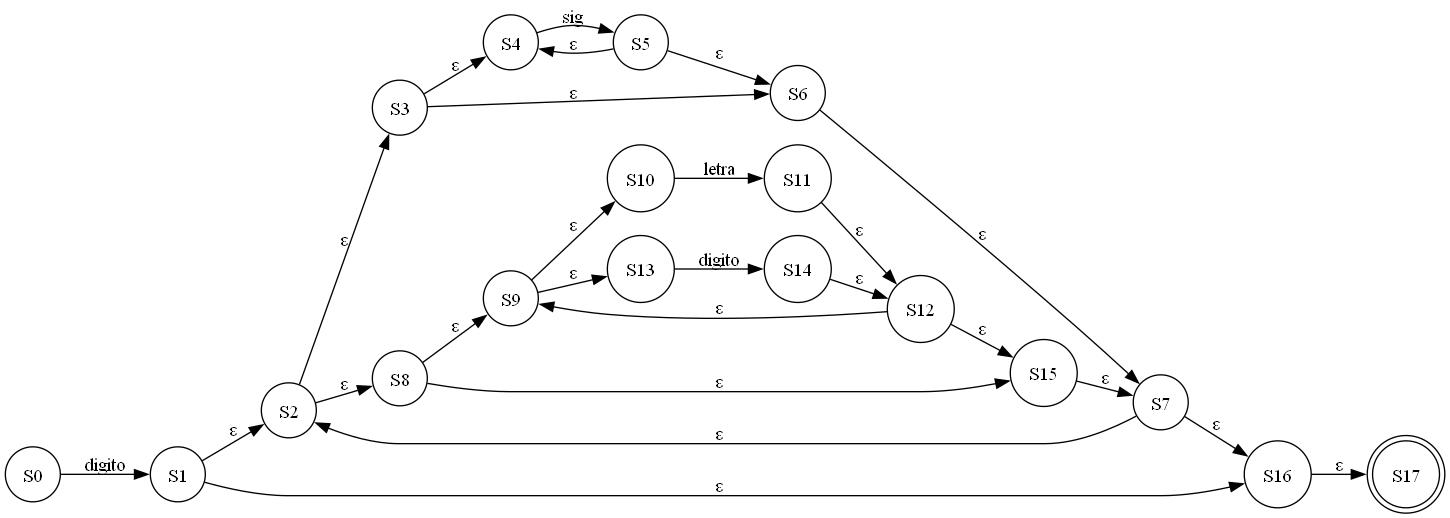 sig
S4
ε
S5
ε
ε
S3
ε
S6
S10
letra
S11
ε
ε
ε
ε
S13
digito
S14
ε
ε
S9
ε
S12
ε
ε
S8
ε
S15
ε
ε
S2
S7
ε
ε
ε
S0
digito
S1
S16
ε
S17
ε